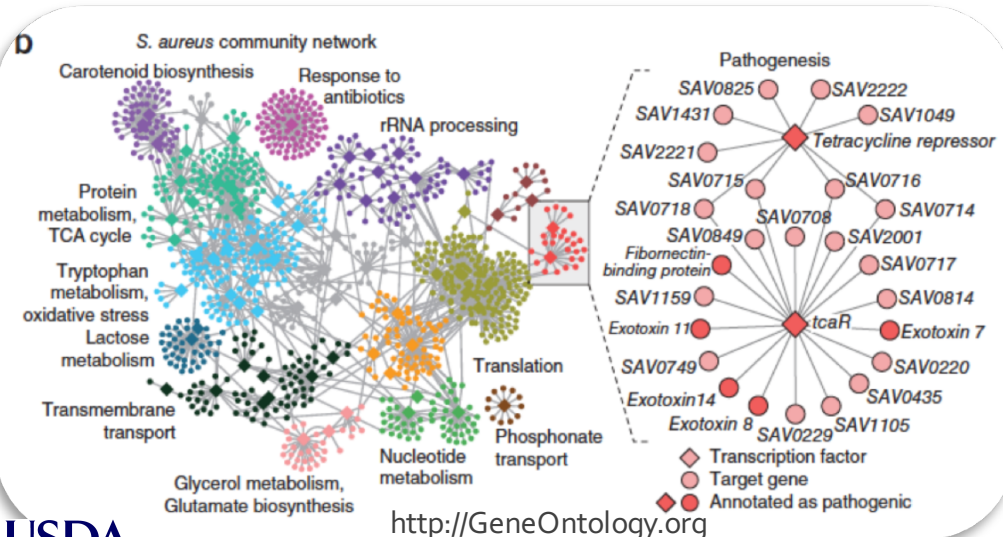 b
S. aureus community network
Carotenoid biosynthesis
Response to
antibiotics
rRNA processing
Protein
metabolism,
TCA cycle
Tryptophan
metabolism,
oxidative stress
Lactose
metabolism
Transmembrane
transport
Glycerol metabolism,
Glutamate biosynthesis
Nucleotide
metabolism
Translation
Phosphonate
transport
Pathogenesis
SAV0825
SAV2222
SAV1431
SAV1049
Tetracycline repressor
SAV2221
SAV0715
SAV0716
SAV0718
SAV0708
SAV0714
SAV0849
SAV2001
Fibornectin-
binding protein
SAV0717
SAV1159
SAV0814
Exotoxin 11
tcaR
Exotoxin 7
SAV0749
SAV0220
Exotoxin14
SAV0435
Exotoxin 8
SAV0229
SAV1105
Transcription factor
Target gene
Annotated as pathogenic
http://GeneOntology.org
USDA